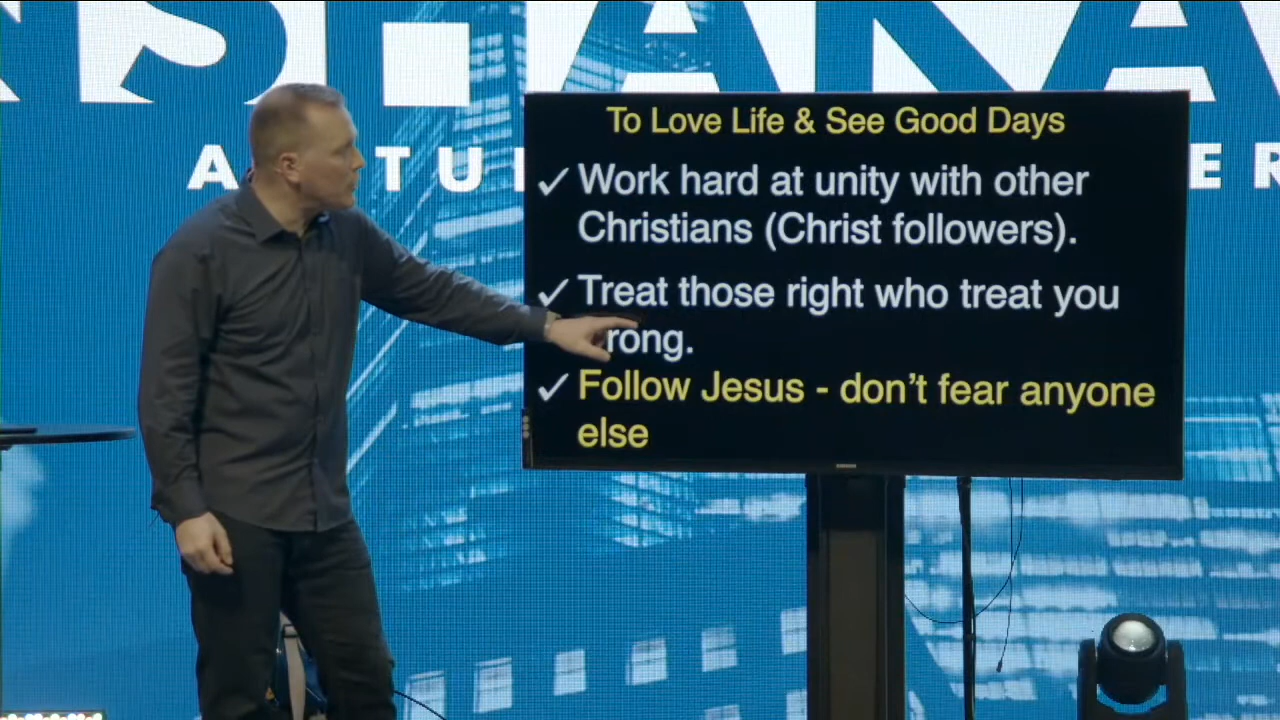 To Love Life & See Good Days
✓ Work hard at unity with other
Christians (Christ followers).
✓ Treat those right who treat you
rong.
✓ Follow Jesus - don't fear anyone
else